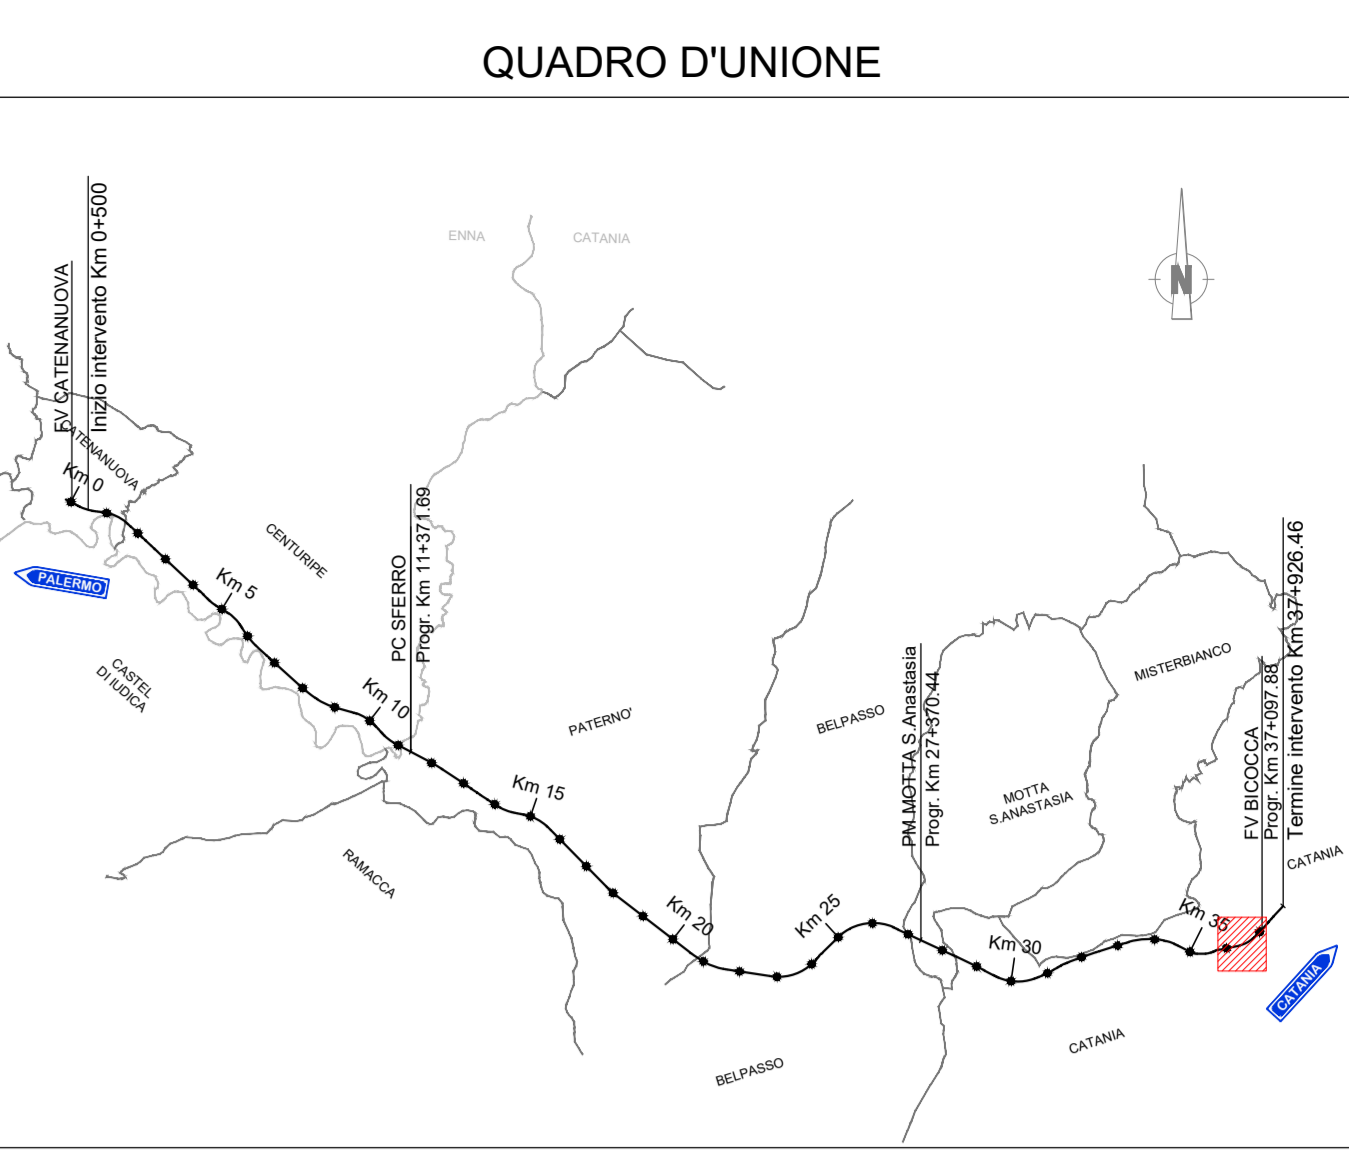 QUADRO D'UNIONE
ENNA
CATANIA
N
FV CATENANUOVA
Inizio intervento Km 0+500
CATENANUOVA
Km 0
PALERMO
CENTURIPE
Km 5
CASTEL
DI IUDICA
PC SFERRO
Progr. Km 11+371.69
Km 10
RAMACCA
Km 15
PATERNO'
Km 20
BELPASSO
Km 25
BELPASSO
PM MOTTA S.Anastasia
Progr. Km 27+370.44
MOTTA
S.ANASTASIA
Km 30
CATANIA
MISTERBIANCO
Km 35
FV BICOCCA
Progr. Km 37+097.88
Termine intervento Km 37+926.46
CATANIA
CATANIA